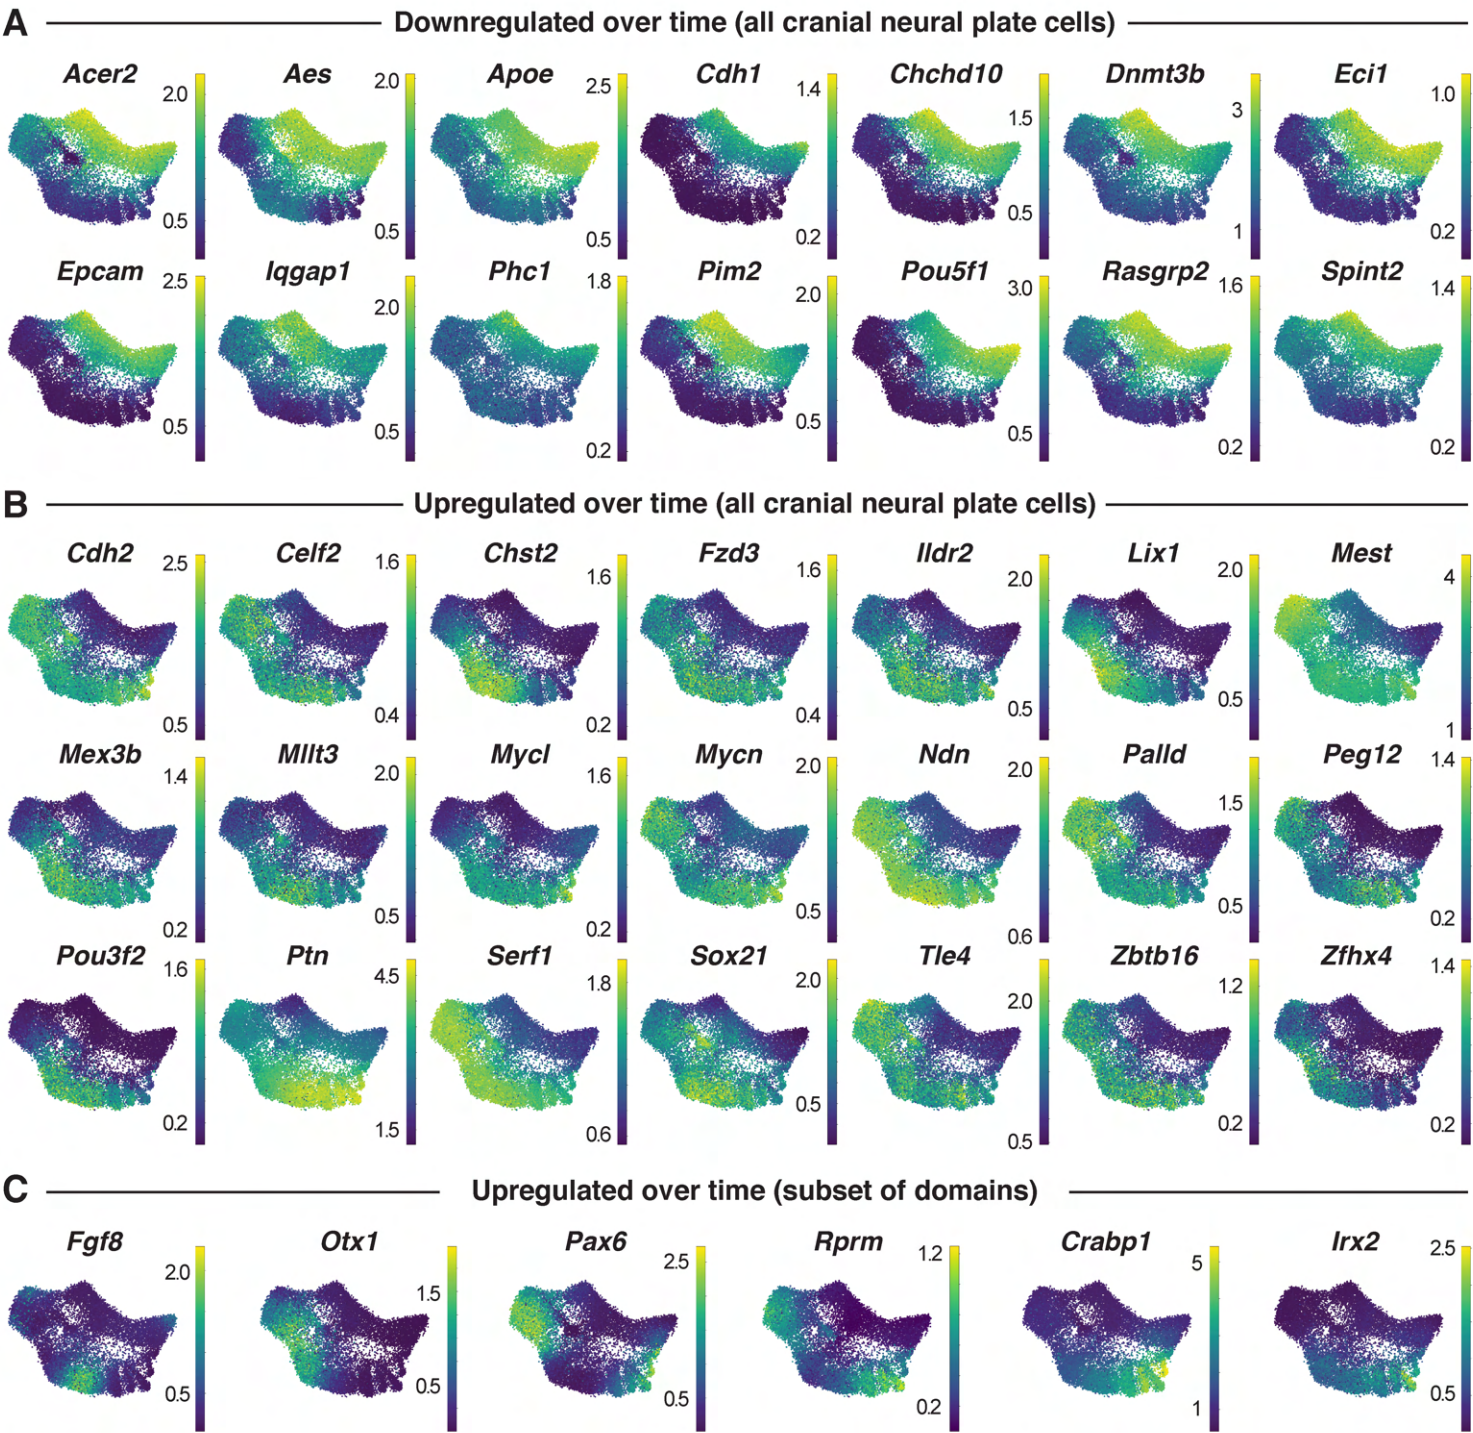 A Downregulated over time (all cranial neural plate cells)
Acer2 Aes Apoe Cdh1 Chchd10 Dnmt3b Eci1
2.0 2.0 2.5 1.4 1.5 3 1.0
0.5 0.5 0.5 0.2 0.5 1 0.2
Epcam Iqgap1 Phc1 Pim2 Pou5f1 Rasgrp2 Spint2
2.5 2.0 1.8 2.0 3.0 1.6 1.4
0.5 0.5 0.2 0.5 0.5 0.2 0.2
B Upregulated over time (all cranial neural plate cells)
Cdh2 Celf2 Chst2 Fzd3 Ildr2 Lix1 Mest
2.5 1.6 1.6 1.6 2.0 2.0 4
0.5 0.4 0.2 0.4 0.5 0.5 1
Mex3b Mllt3 Mycl Mycn Ndn Palld Peg12
1.4 2.0 1.6 2.0 2.0 1.5 1.4
0.2 0.5 0.2 0.5 0.6 0.5 0.2
Pou3f2 Ptn Serf1 Sox21 Tle4 Zbtb16 Zfhx4
1.6 4.5 1.8 2.0 2.0 1.2 1.4
0.2 1.5 0.6 0.5 0.5 0.2 0.2
C Upregulated over time (subset of domains)
Fgf8 Otx1 Pax6 Rprm Crabp1 Irx2
2.0 1.5 2.5 1.2 5 2.5
0.5 0.5 0.5 0.2 1 0.5